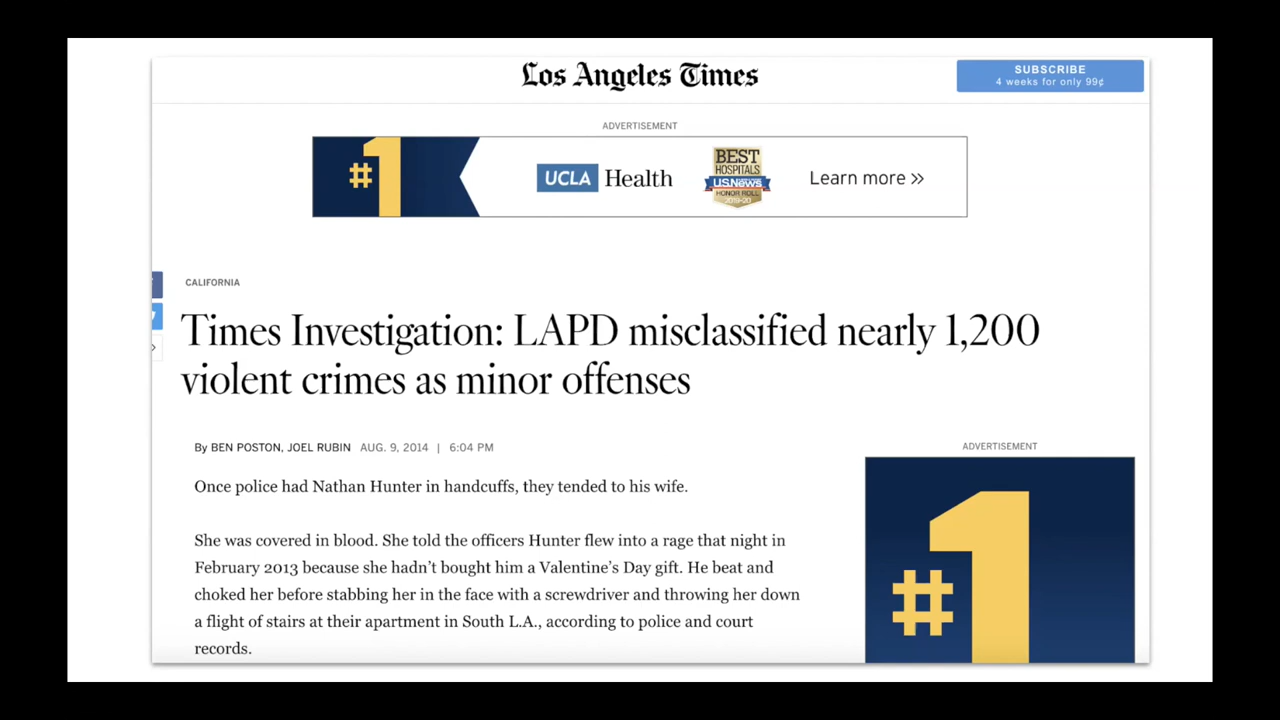 Los Angeles Times
SUBSCRIBE
4 weeks for only 99¢
ADVERTISEMENT
#1
UCLA Health
BEST
HOSPITALS
U.S.News
HONOR ROLL
2019-20
Learn more »
CALIFORNIA
Times Investigation: LAPD misclassified nearly 1,200
violent crimes as minor offenses
By BEN POSTON, JOEL RUBIN AUG. 9, 2014 | 6:04 PM
ADVERTISEMENT
Once police had Nathan Hunter in handcuffs, they tended to his wife.
She was covered in blood. She told the officers Hunter flew into a rage that night in
February 2013 because she hadn't bought him a Valentine's Day gift. He beat and
choked her before stabbing her in the face with a screwdriver and throwing her down
a flight of stairs at their apartment in South L.A., according to police and court
records.
#1